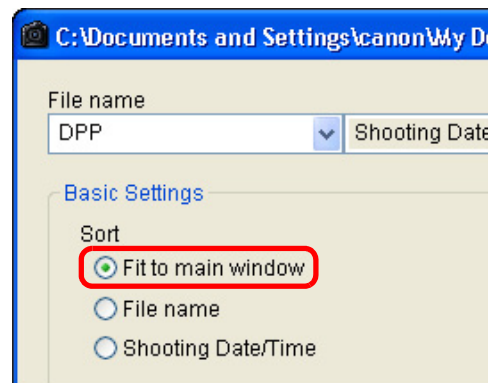 C:\Documents and Settings\canon\My D
File name
DPP
Shooting Date
Basic Settings
Sort
Fit to main window
File name
Shooting Date/Time